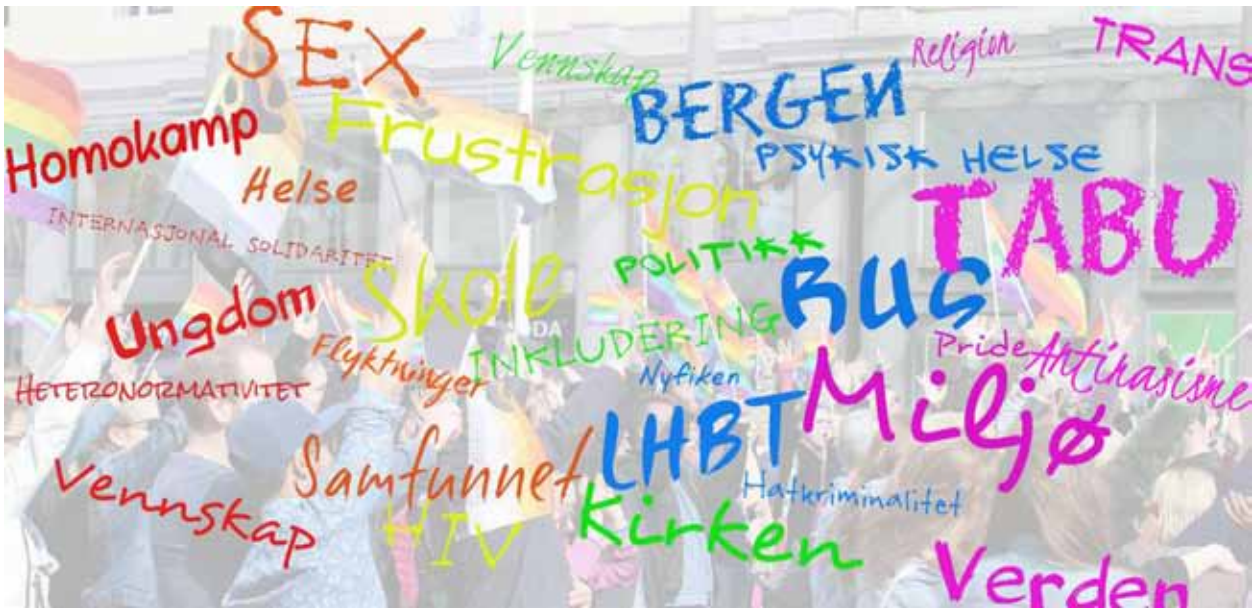 SEX
Vennskap
BERGEN
Religion
TRANS
Homokamp
Frustrasjon
PSYKISK HELSE
Helse
TABU
INTERNASJONAL SOLIDARITET
Skole
POLITIKK
RUS
Ungdom
Flyktninger
INKLUDERING
Pride
Antirasisme
HETERONORMATIVITET
Nyfiken
Miljø
Samfunnet
LHBT
Hatkriminalitet
Vennskap
HIV
Kirken
Verden